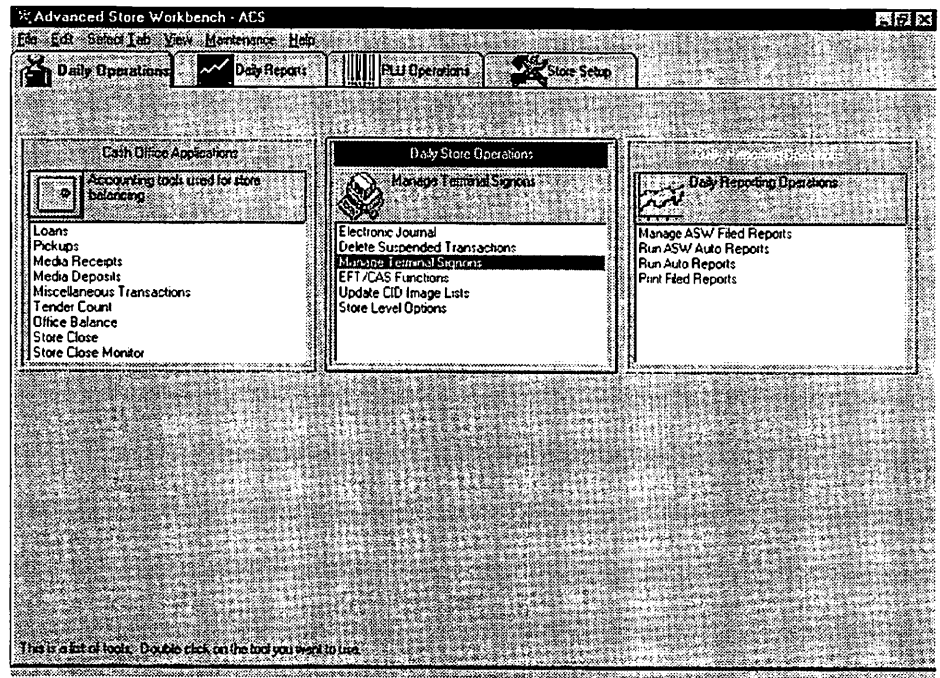 Advanced Store Workbench - ACS
File Edit Select Tab View Maintenance Help
Daily Operations
Daily Reports
PLU Operations
Store Setup
Cash Office Applications
Accounting tools used for store
balancing
Loans
Pickups
Media Receipts
Media Deposits
Miscellaneous Transactions
Tender Count
Office Balance
Store Close
Store Close Monitor
Daily Store Operations
Manage Terminal Signons
Electronic Journal
Delete Suspended Transactions
Manage Terminal Signons
EFT/CAS Functions
Update CID Image Lists
Store Level Options
Daily Reporting Operations
Daily Reporting Operations
Manage ASW Filed Reports
Run ASW Auto Reports
Run Auto Reports
Print Filed Reports
This is a list of tools. Double click on the tool you want to use.